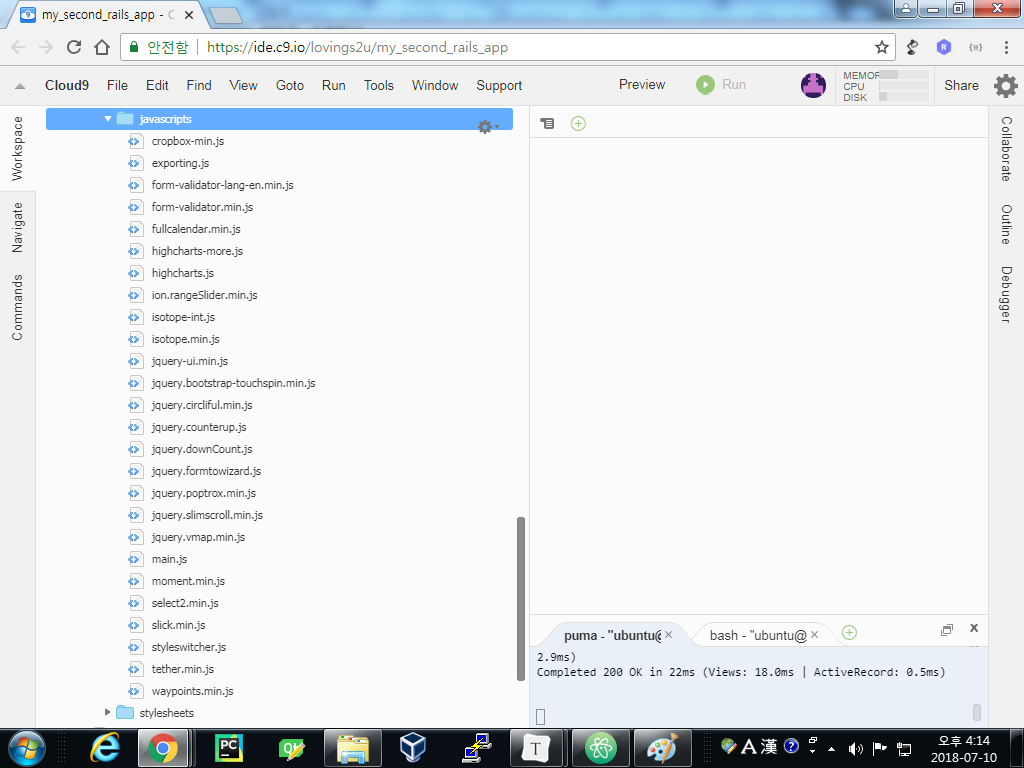 my_second_rails_app - C
안전함
https://ide.c9.io/lovings2u/my_second_rails_app
Cloud9 File Edit Find View Goto Run Tools Window Support Preview Run
MEMOR
CPU
DISK
Share
Workspace
Navigate
Commands
javascripts
cropbox-min.js
exporting.js
form-validator-lang-en.min.js
form-validator.min.js
fullcalendar.min.js
highcharts-more.js
highcharts.js
ion.rangeSlider.min.js
isotope-int.js
isotope.min.js
jquery-ui.min.js
jquery.bootstrap-touchspin.min.js
jquery.circliful.min.js
jquery.counterup.js
jquery.downCount.js
jquery.formtowizard.js
jquery.poptrox.min.js
jquery.slimscroll.min.js
jquery.vmap.min.js
main.js
moment.min.js
select2.min.js
slick.min.js
styleswitcher.js
tether.min.js
waypoints.min.js
stylesheets
Collaborate
Outline
Debugger
puma - "ubuntu@
bash - "ubuntu@
2.9ms)
Completed 200 OK in 22ms (Views: 18.0ms | ActiveRecord: 0.5ms)
PC
Qt
T
A 漢 ?
오후 4:14
2018-07-10